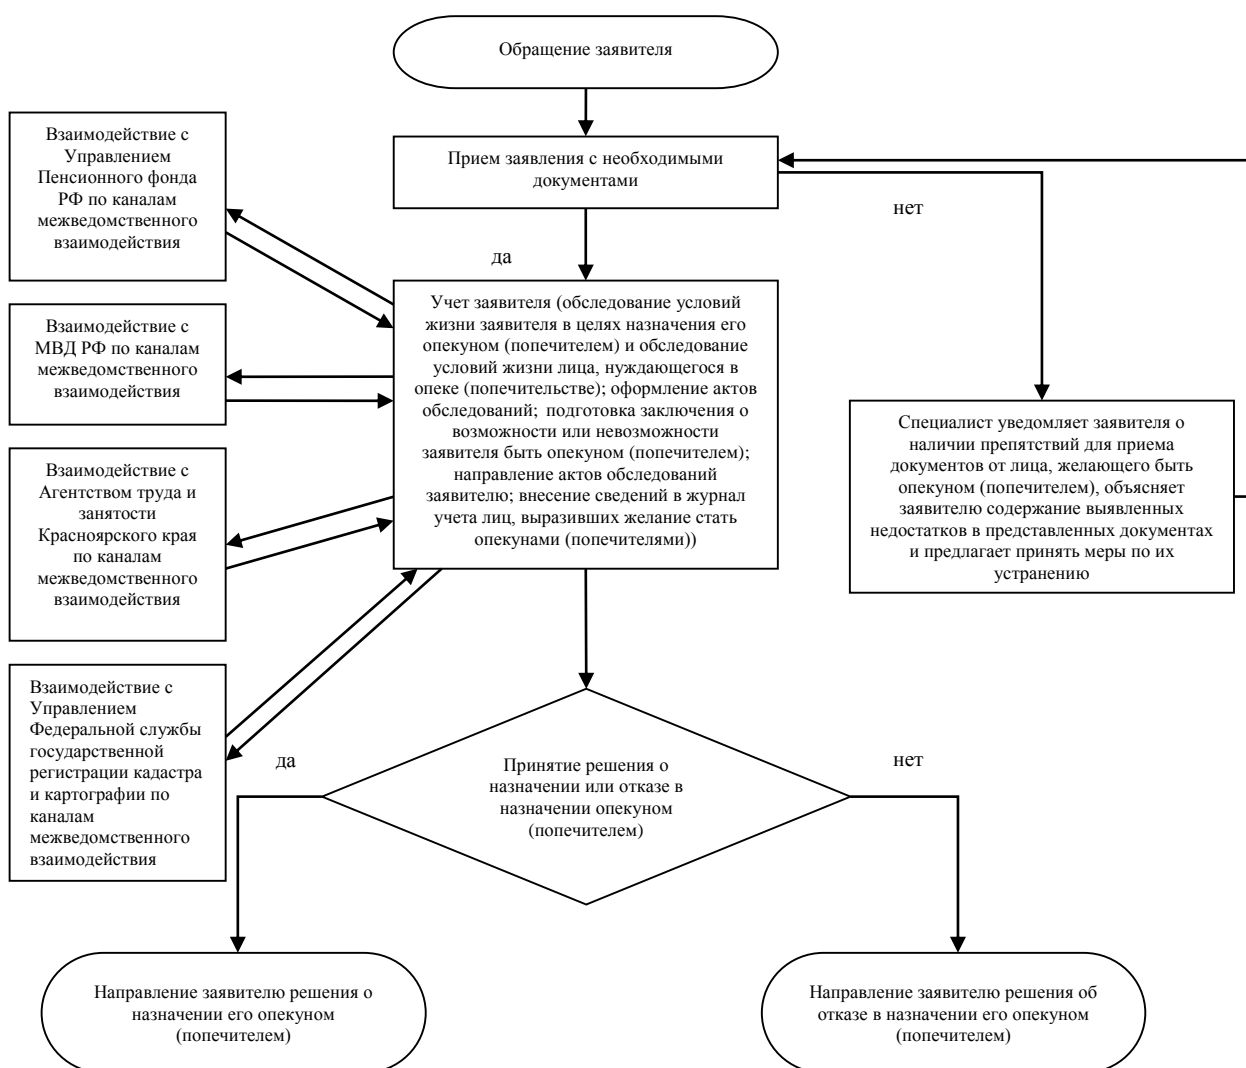 Обращение заявителя
Взаимодействие с
Управлением
Пенсионного фонда
РФ по каналам
межведомственного
взаимодействия
Прием заявления с необходимыми
документами
нет
да
Учет заявителя (обследование условий
жизни заявителя в целях назначения его
опекуном (попечителем) и обследование
условий жизни лица, нуждающегося в
опеке (попечительстве); оформление актов
обследований; подготовка заключения о
возможности или невозможности
заявителя быть опекуном (попечителем);
направление актов обследований
заявителю; внесение сведений в журнал
учета лиц, выразивших желание стать
опекунами (попечителями))
Взаимодействие с
МВД РФ по каналам
межведомственного
взаимодействия
Специалист уведомляет заявителя о
наличии препятствий для приема
документов от лица, желающего быть
опекуном (попечителем), объясняет
заявителю содержание выявленных
недостатков в представленных документах
и предлагает принять меры по их
устранению
Взаимодействие с
Агентством труда и
занятости
Красноярского края
по каналам
межведомственного
взаимодействия
Взаимодействие с
Управлением
Федеральной службы
государственной
регистрации кадастра
и картографии по
каналам
межведомственного
взаимодействия
да
Принятие решения о
назначении или отказе в
назначении опекуном
(попечителем)
нет
Направление заявителю решения о
назначении его опекуном
(попечителем)
Направление заявителю решения об
отказе в назначении его опекуном
(попечителем)